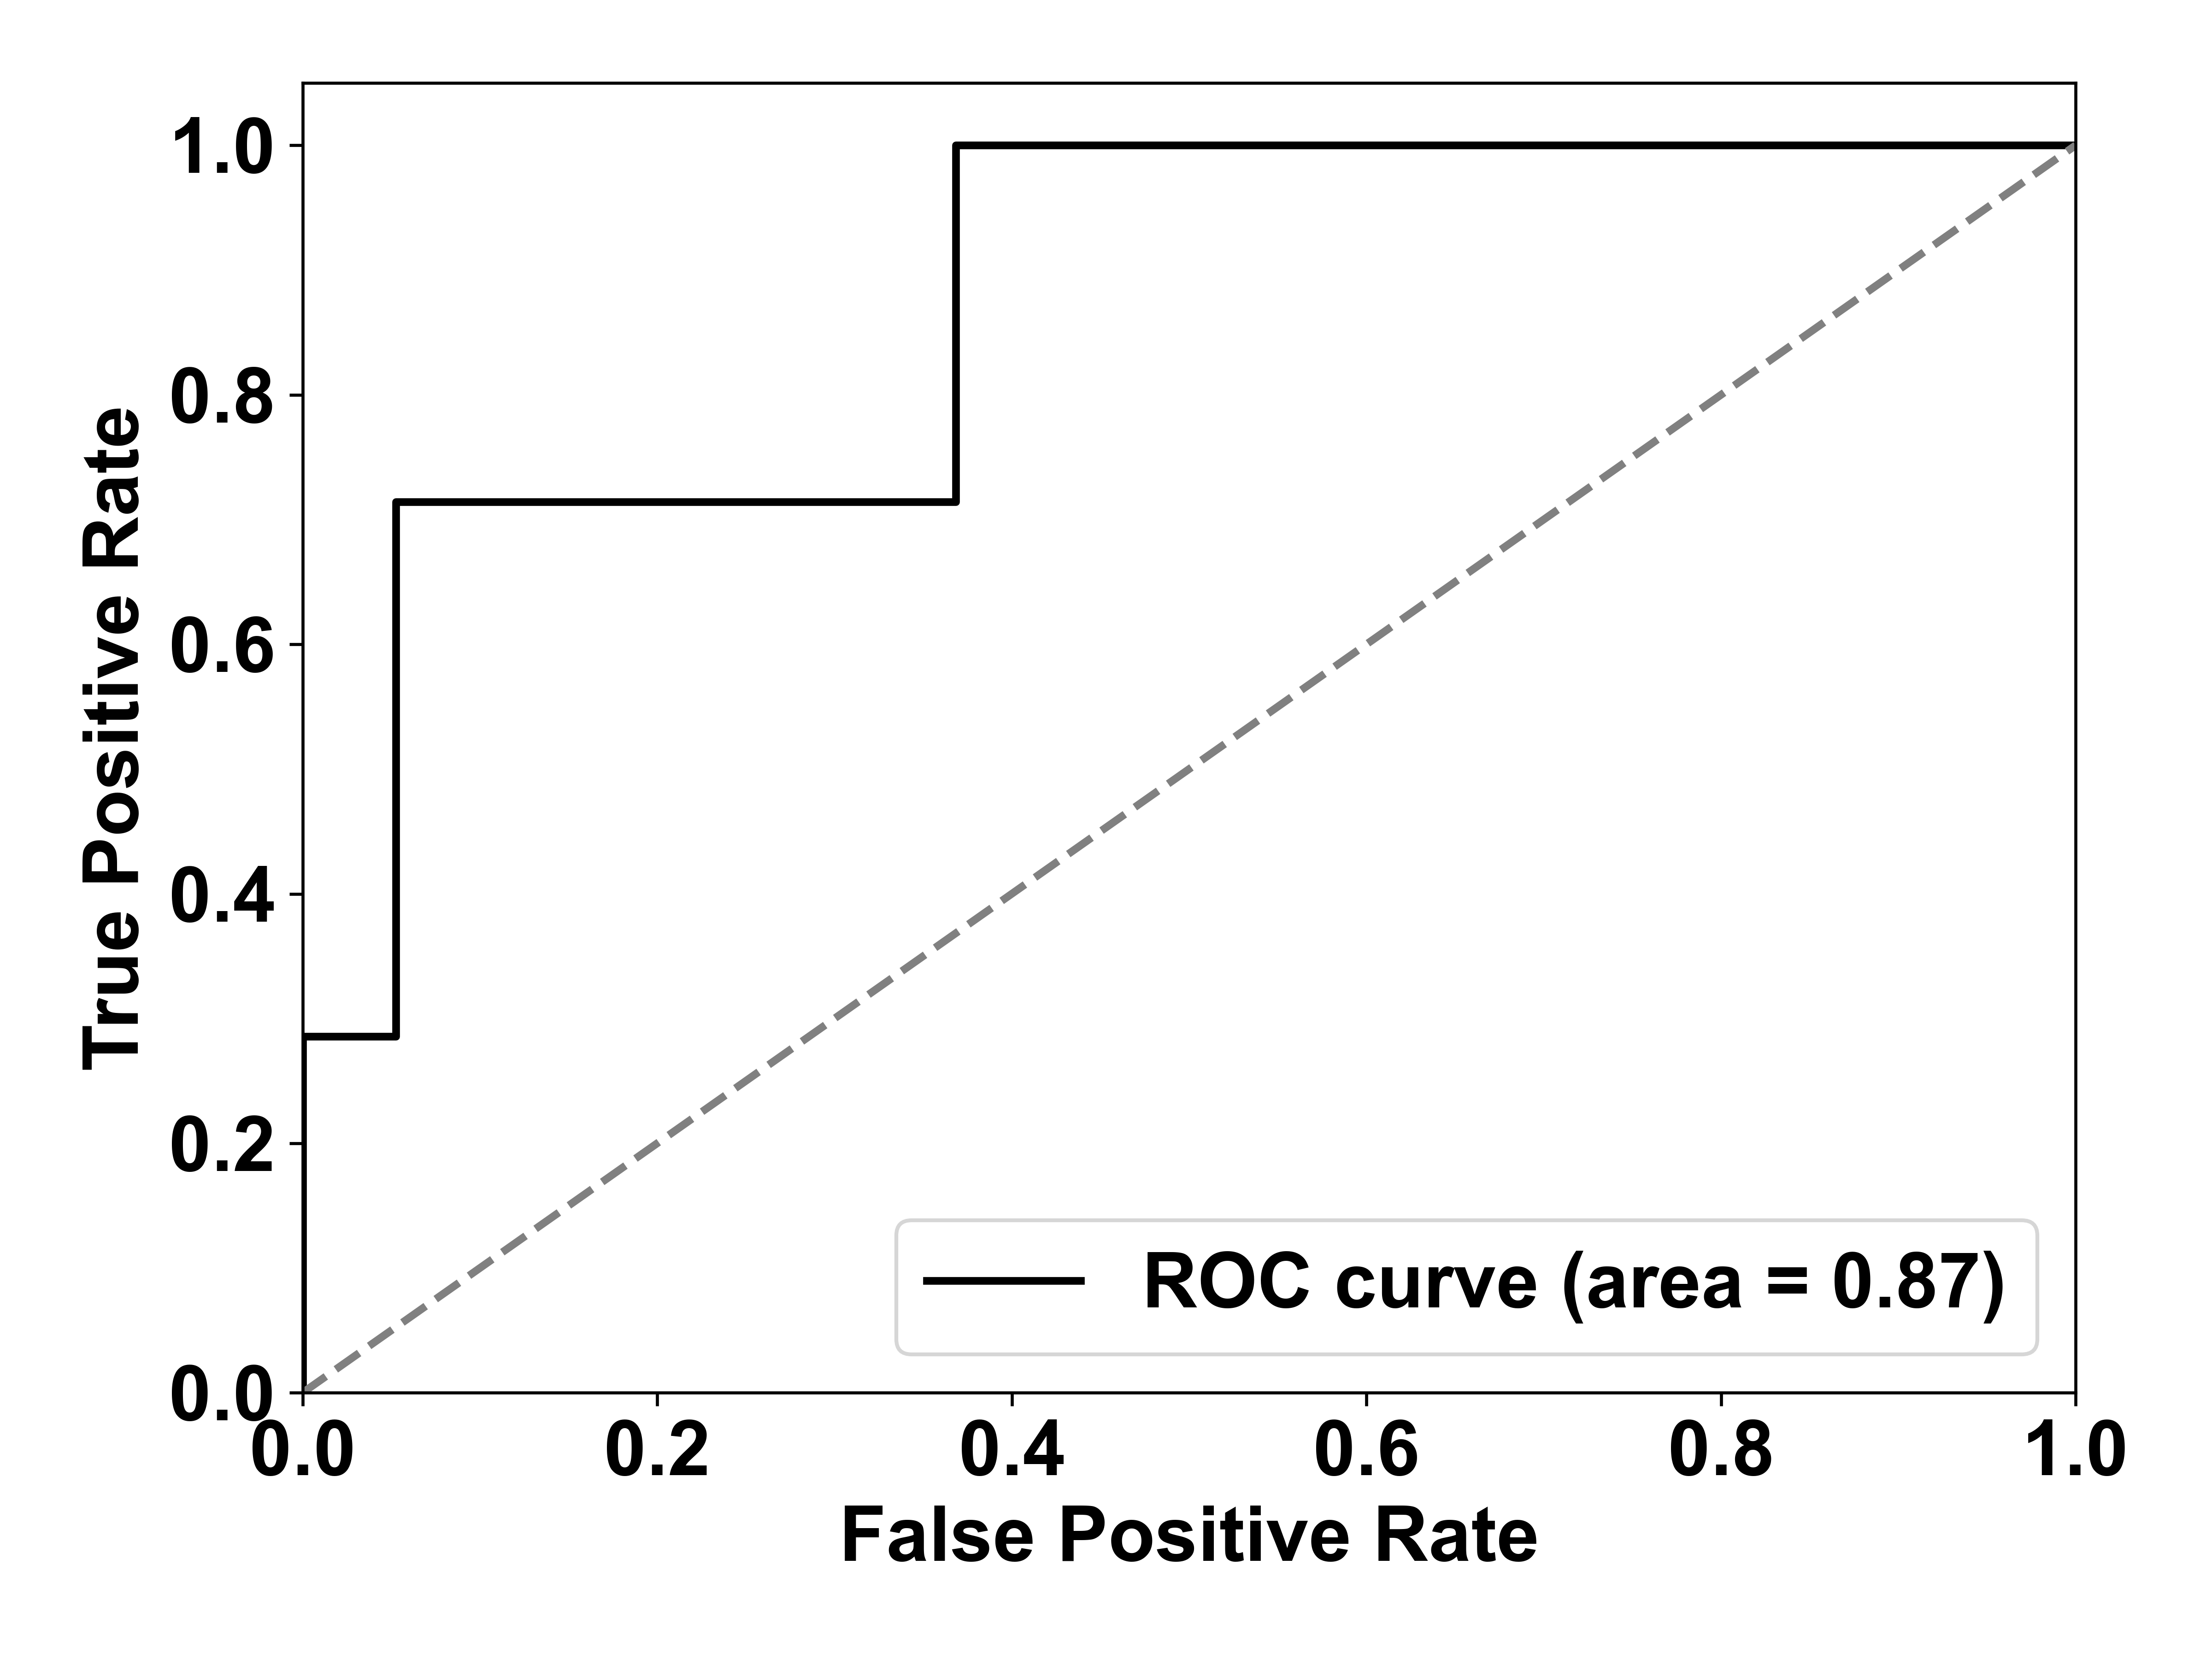 1.0
0.8
0.6
0.4
0.2
0.0
True Positive Rate
ROC curve (area = 0.87)
0.0 0.2 0.4 0.6 0.8 1.0
False Positive Rate